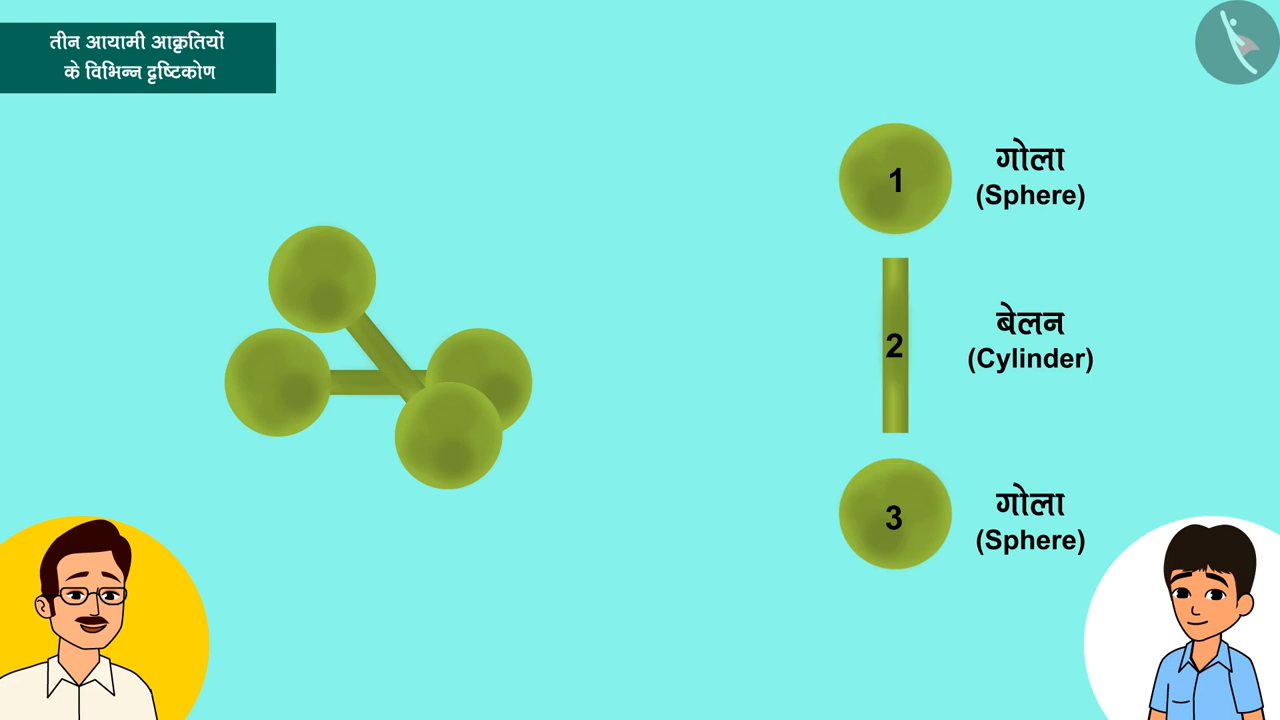 तीन आयामी आकृतियों
के विभिन्न दृष्टिकोण
1
गोला
(Sphere)
2
बेलन
(Cylinder)
3
गोला
(Sphere)